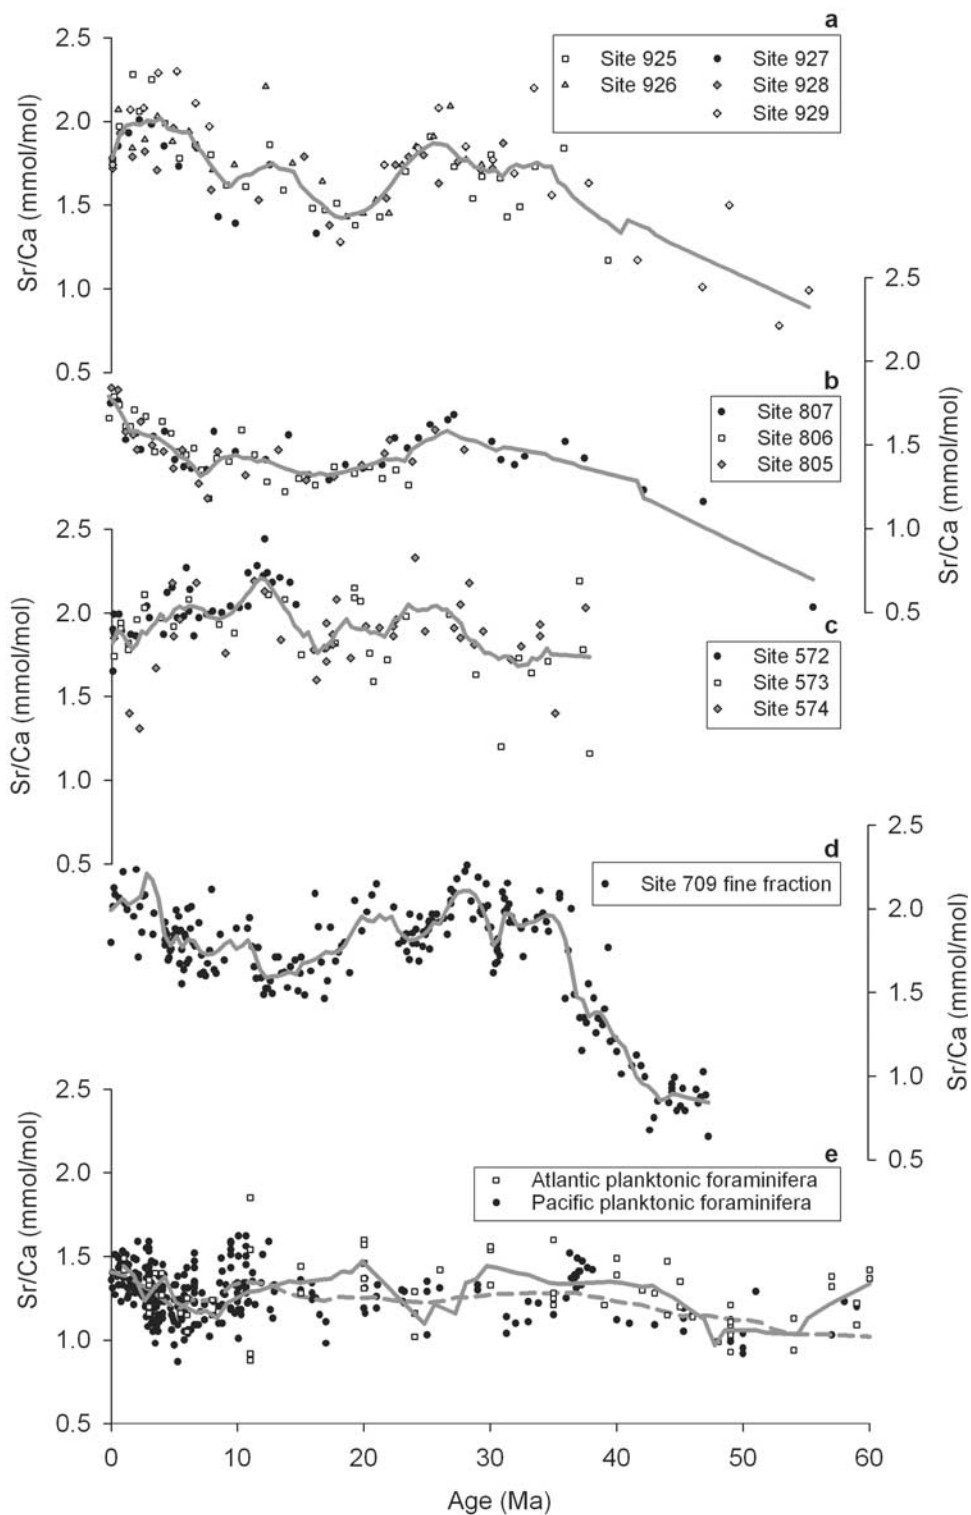 a
2.5
2.0
1.5
1.0
0.5
Sr/Ca (mmol/mol)
Site 925
Site 927
Site 926
Site 928
Site 929
b
2.5
2.0
1.5
1.0
0.5
Sr/Ca (mmol/mol)
Site 807
Site 806
Site 805
c
2.5
2.0
1.5
1.0
0.5
Sr/Ca (mmol/mol)
Site 572
Site 573
Site 574
d
2.5
2.0
1.5
1.0
0.5
Sr/Ca (mmol/mol)
Site 709 fine fraction
e
2.5
2.0
1.5
1.0
0.5
Sr/Ca (mmol/mol)
Atlantic planktonic foraminifera
Pacific planktonic foraminifera
0 10 20 30 40 50 60
Age (Ma)